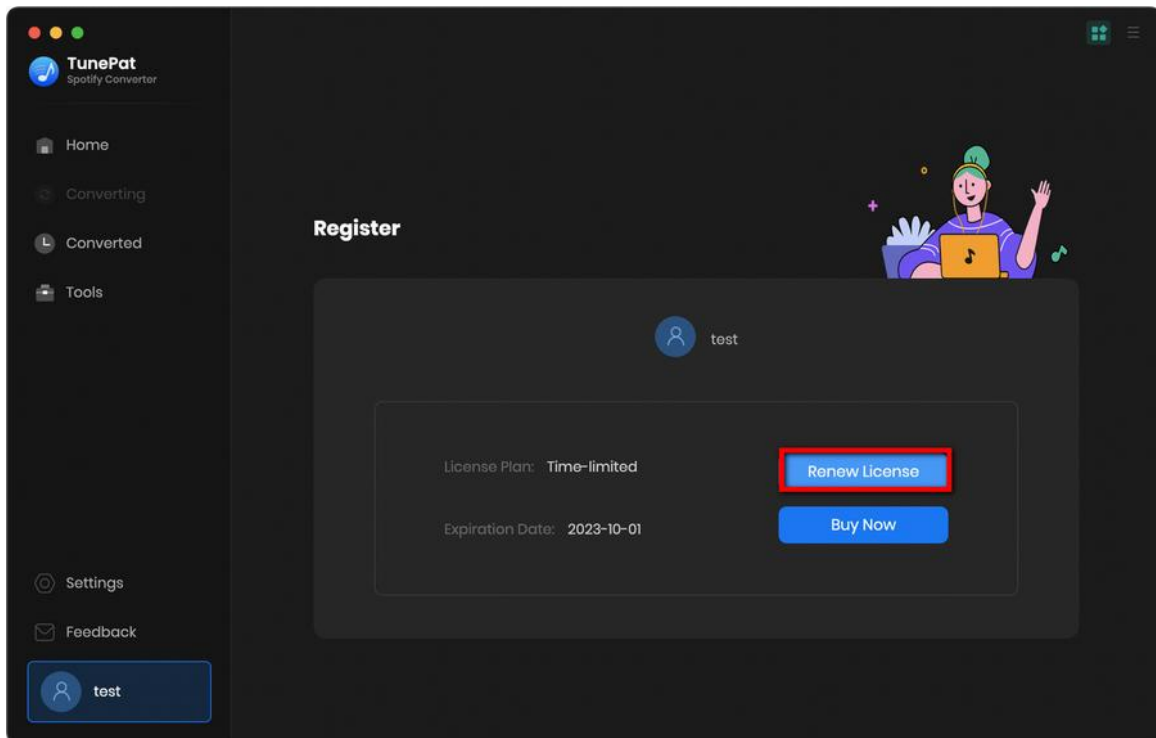 TunePat
Spotify Converter
Home
Converting
Converted
Tools
Register
test
License Plan: Time-limited
Renew License
Expiration Date: 2023-10-01
Buy Now
Settings
Feedback
test